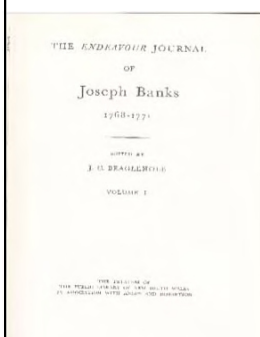 THE ENDEAVOUR JOURNAL
OF
Joseph Banks
1768-1771
EDITED BY
J. C. BEAGLEHOLE
VOLUME I
THE TRUSTEES OF
THE PUBLIC LIBRARY OF NEW SOUTH WALES
IN ASSOCIATION WITH ANGUS AND ROBERTSON